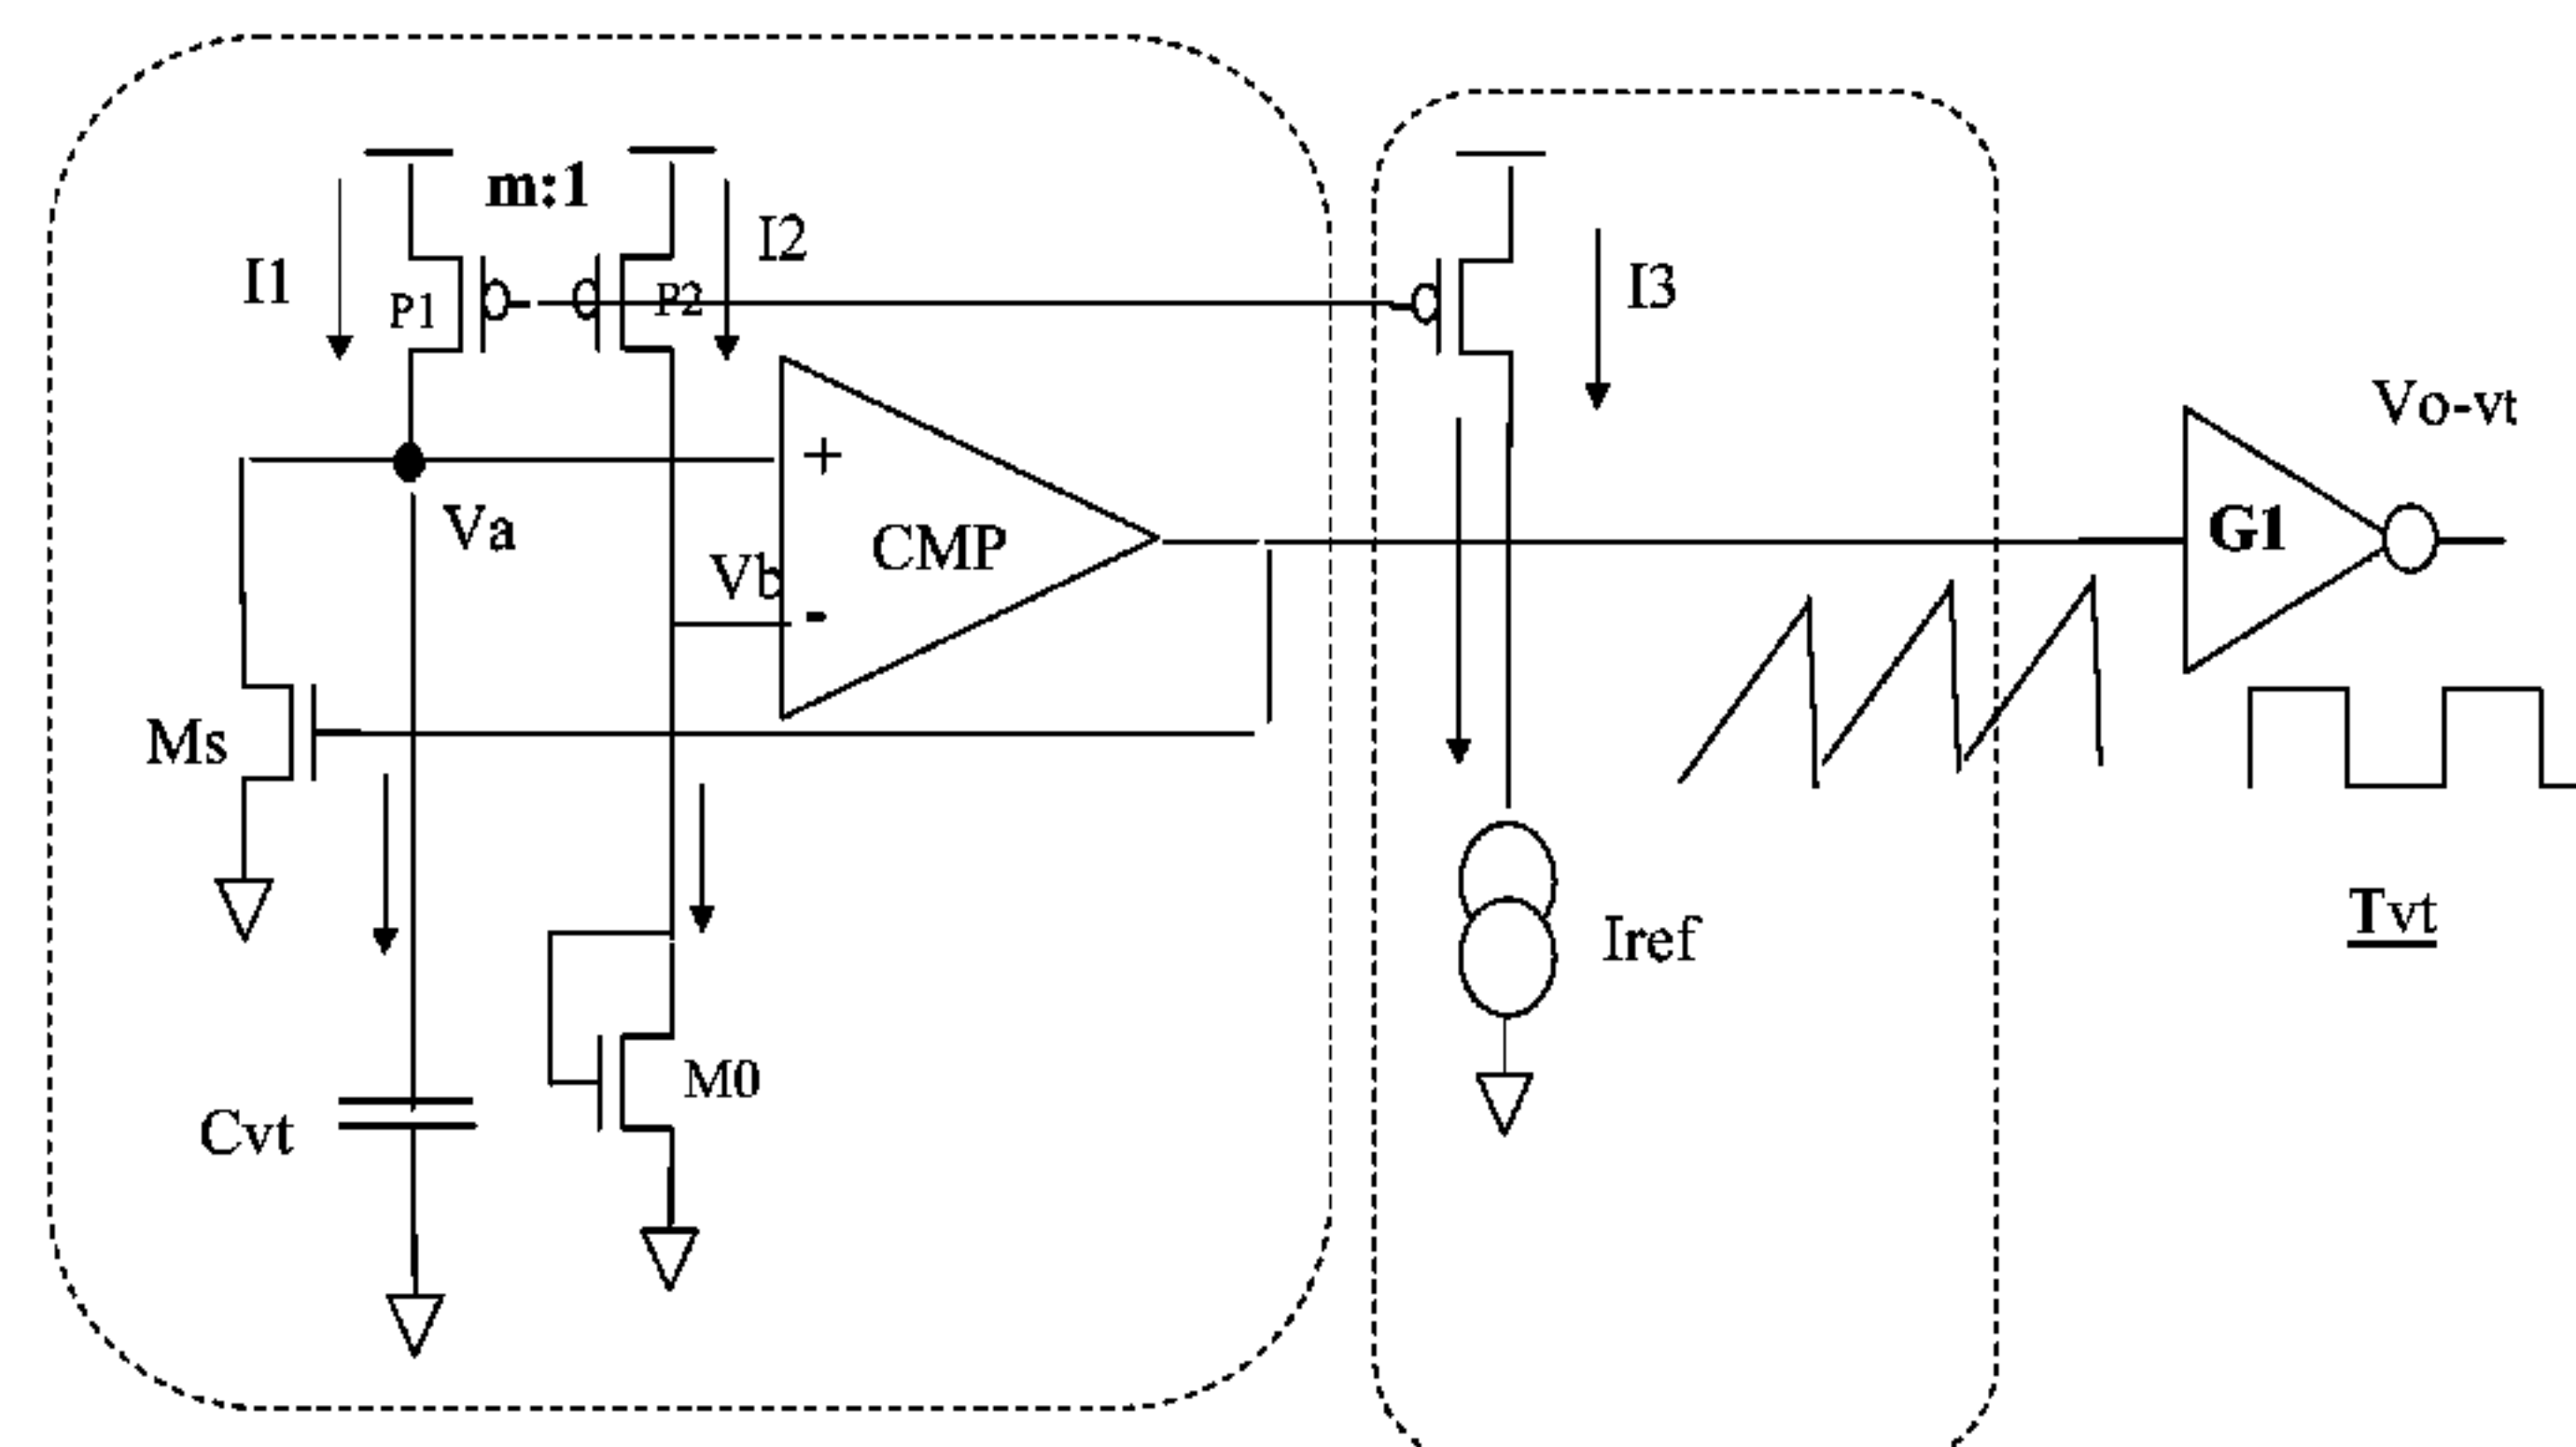 m:1
I2
I1
P1
P2
I3
Vo-vt
+
Va
CMP
G1
Vb
-
Ms
Tvt
Iref
M0
Cvt